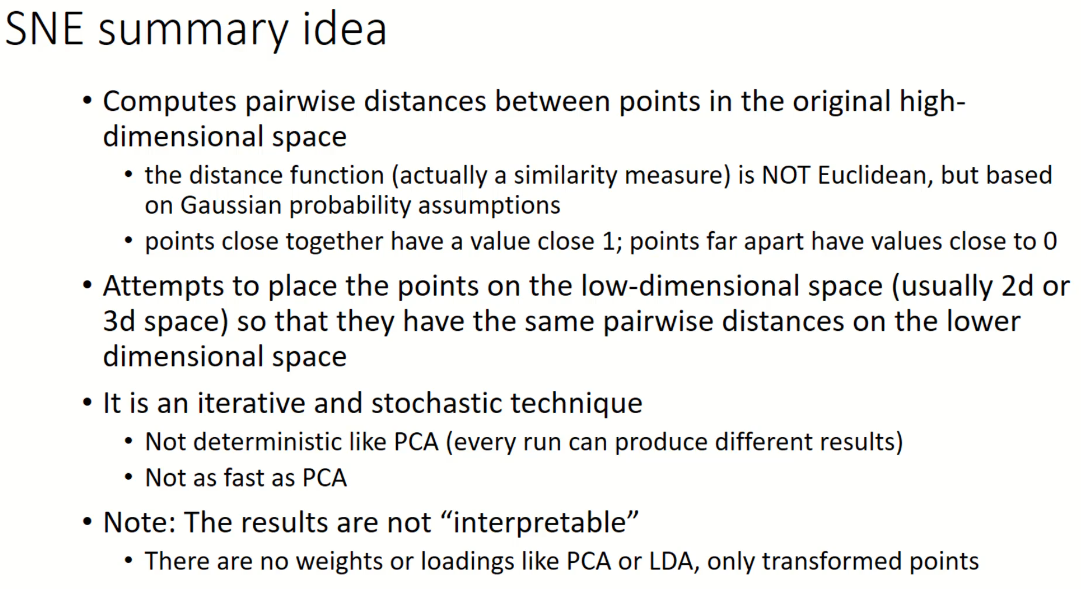 SNE summary idea
• Computes pairwise distances between points in the original high-
dimensional space
• the distance function (actually a similarity measure) is NOT Euclidean, but based
on Gaussian probability assumptions
• points close together have a value close 1; points far apart have values close to 0
• Attempts to place the points on the low-dimensional space (usually 2d or
3d space) so that they have the same pairwise distances on the lower
dimensional space
• It is an iterative and stochastic technique
• Not deterministic like PCA (every run can produce different results)
• Not as fast as PCA
• Note: The results are not “interpretable”
• There are no weights or loadings like PCA or LDA, only transformed points